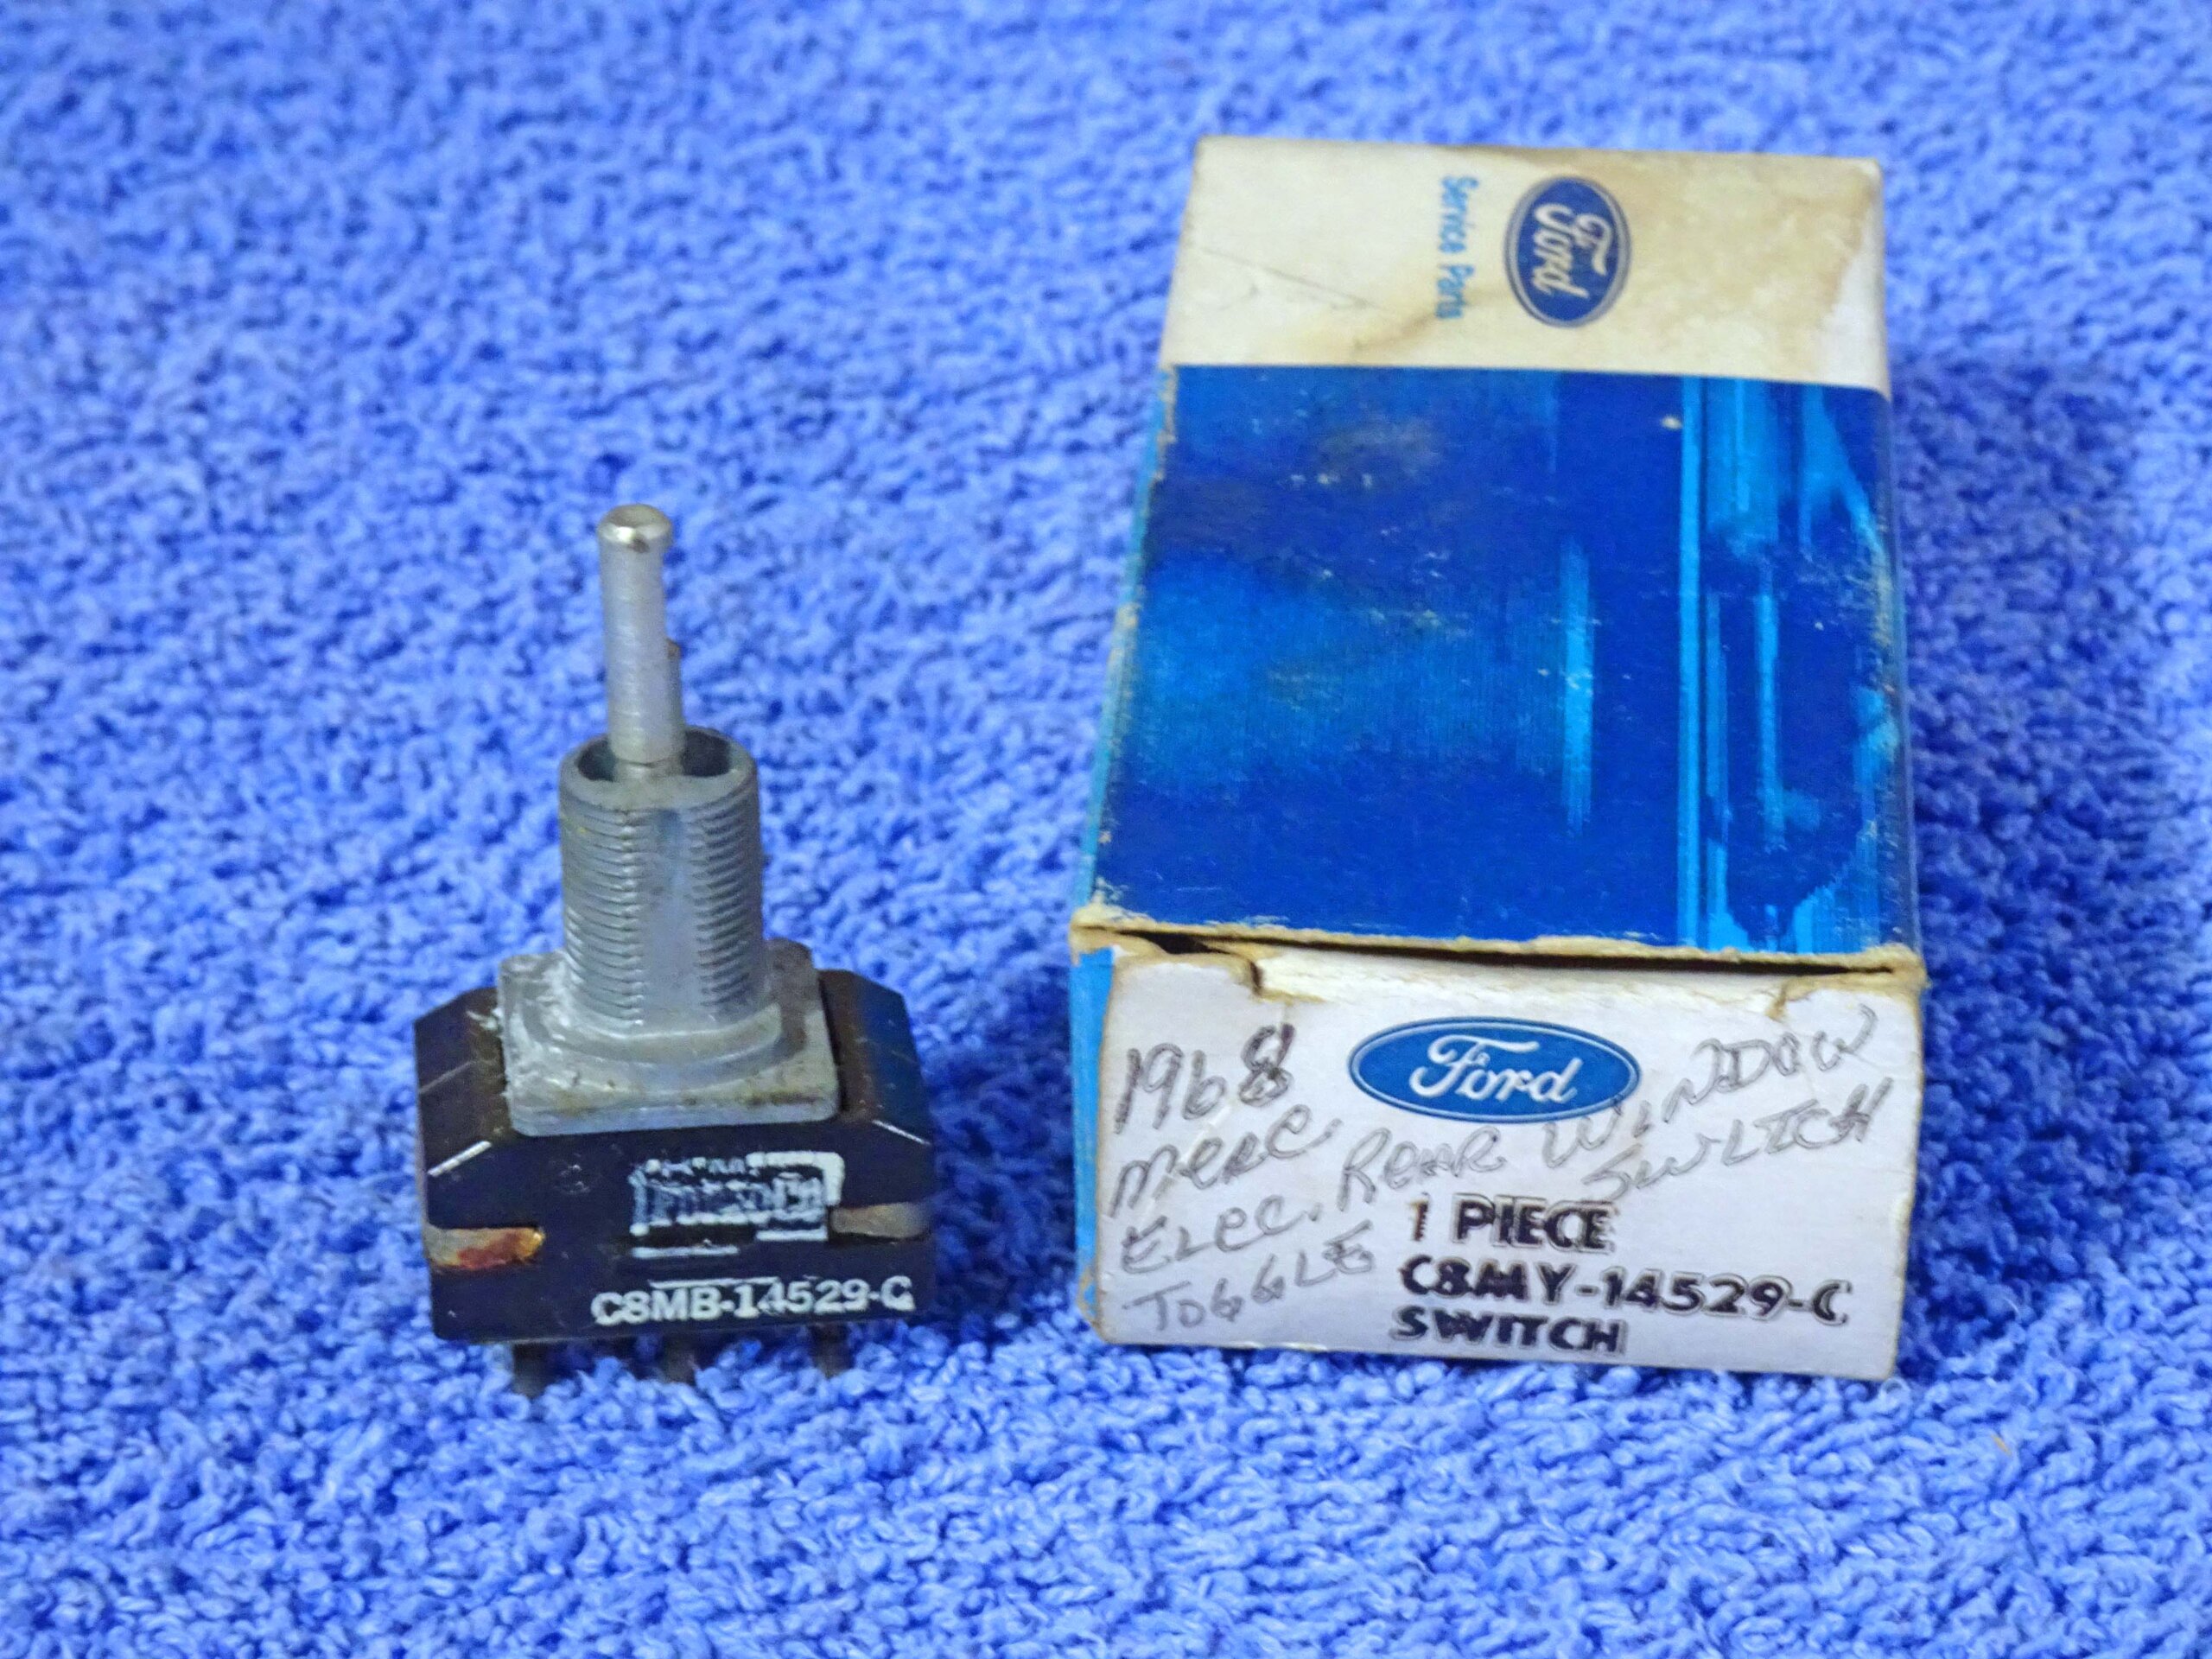 Ford
Service Parts
Ford
1968
MERC.
ELEC. REAR WINDOW
TOGGLE SWITCH
1 PIECE
C8MY-14529-C
SWITCH
C8MB-14529-C